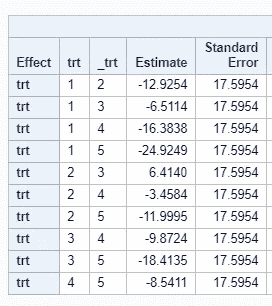 Standard
Effect trt _trt Estimate Error
trt 1 2 -12.9254 17.5954
trt 1 3 -6.5114 17.5954
trt 1 4 -16.3838 17.5954
trt 1 5 -24.9249 17.5954
trt 2 3 6.4140 17.5954
trt 2 4 -3.4584 17.5954
trt 2 5 -11.9995 17.5954
trt 3 4 -9.8724 17.5954
trt 3 5 -18.4135 17.5954
trt 4 5 -8.5411 17.5954